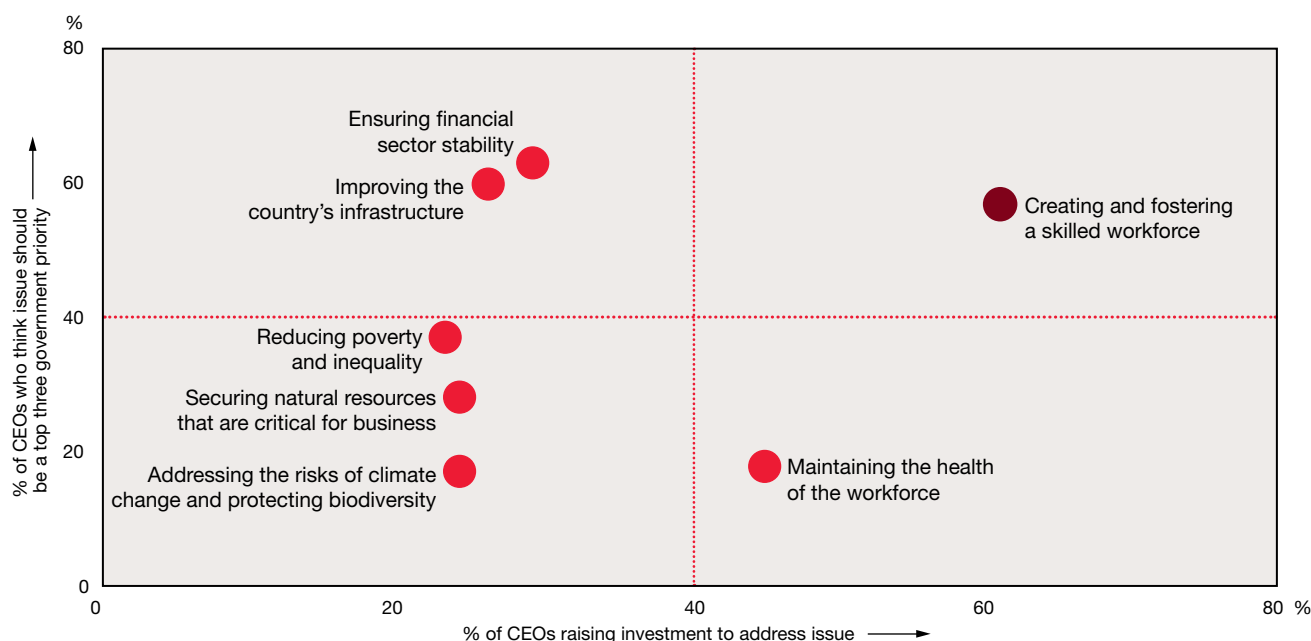 %
80
60
40
20
0
% of CEOs who think issue should
be a top three government priority
Ensuring financial
sector stability
Improving the
country’s infrastructure
Creating and fostering
a skilled workforce
Reducing poverty
and inequality
Securing natural resources
that are critical for business
Addressing the risks of climate
change and protecting biodiversity
Maintaining the health
of the workforce
0 20 40 60 80 %
% of CEOs raising investment to address issue